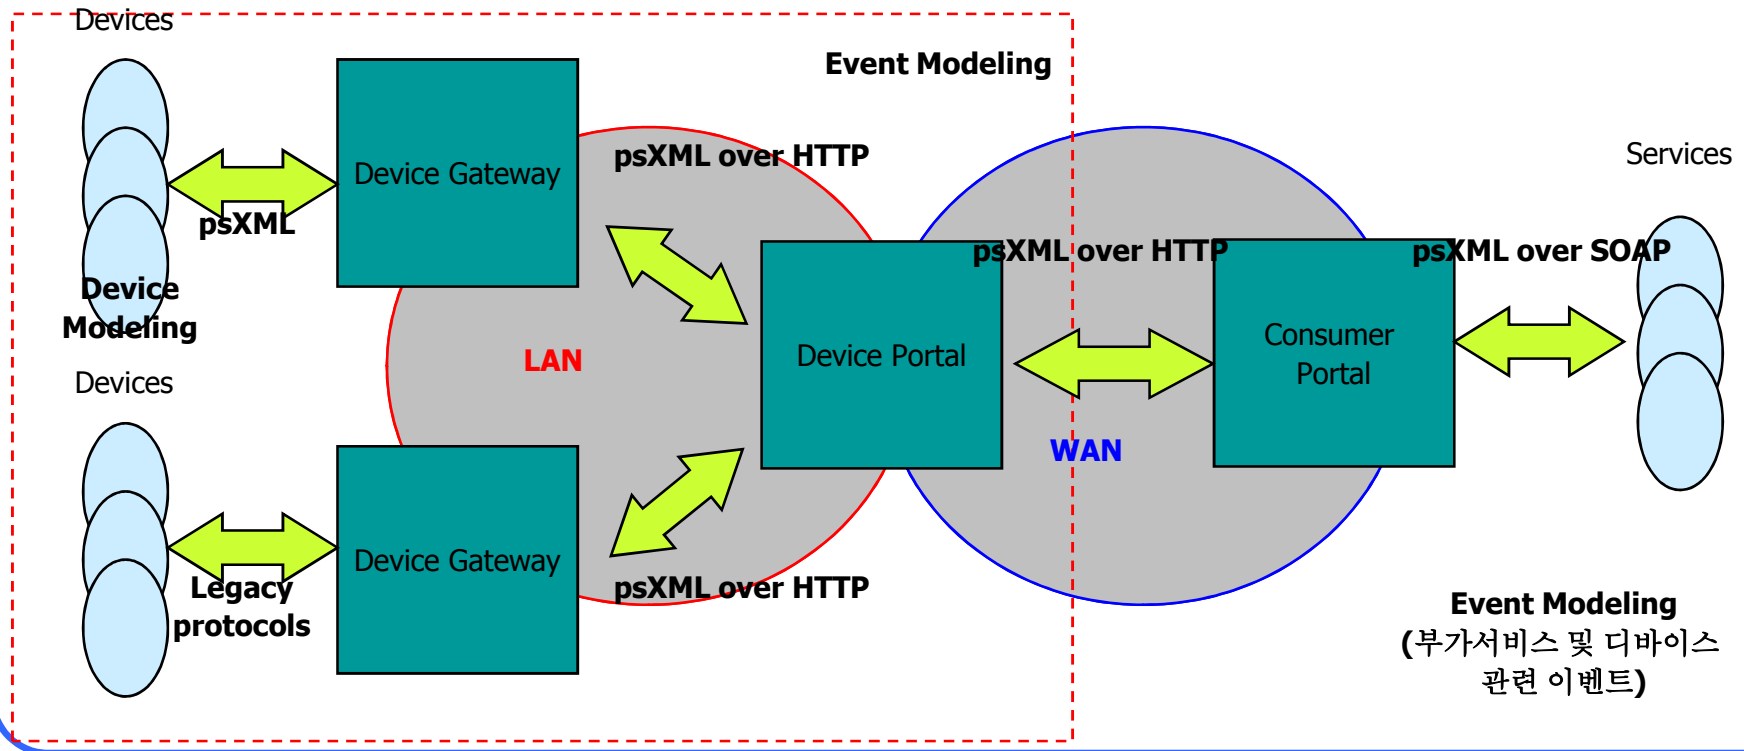 Devices
Event Modeling
Device Gateway
psXML over HTTP
Services
psXML
psXML over HTTP
psXML over SOAP
Device
Modeling
Consumer
Portal
Device Portal
LAN
Devices
WAN
Device Gateway
Legacy
protocols
psXML over HTTP
Event Modeling
(부가서비스 및 디바이스
관련 이벤트)